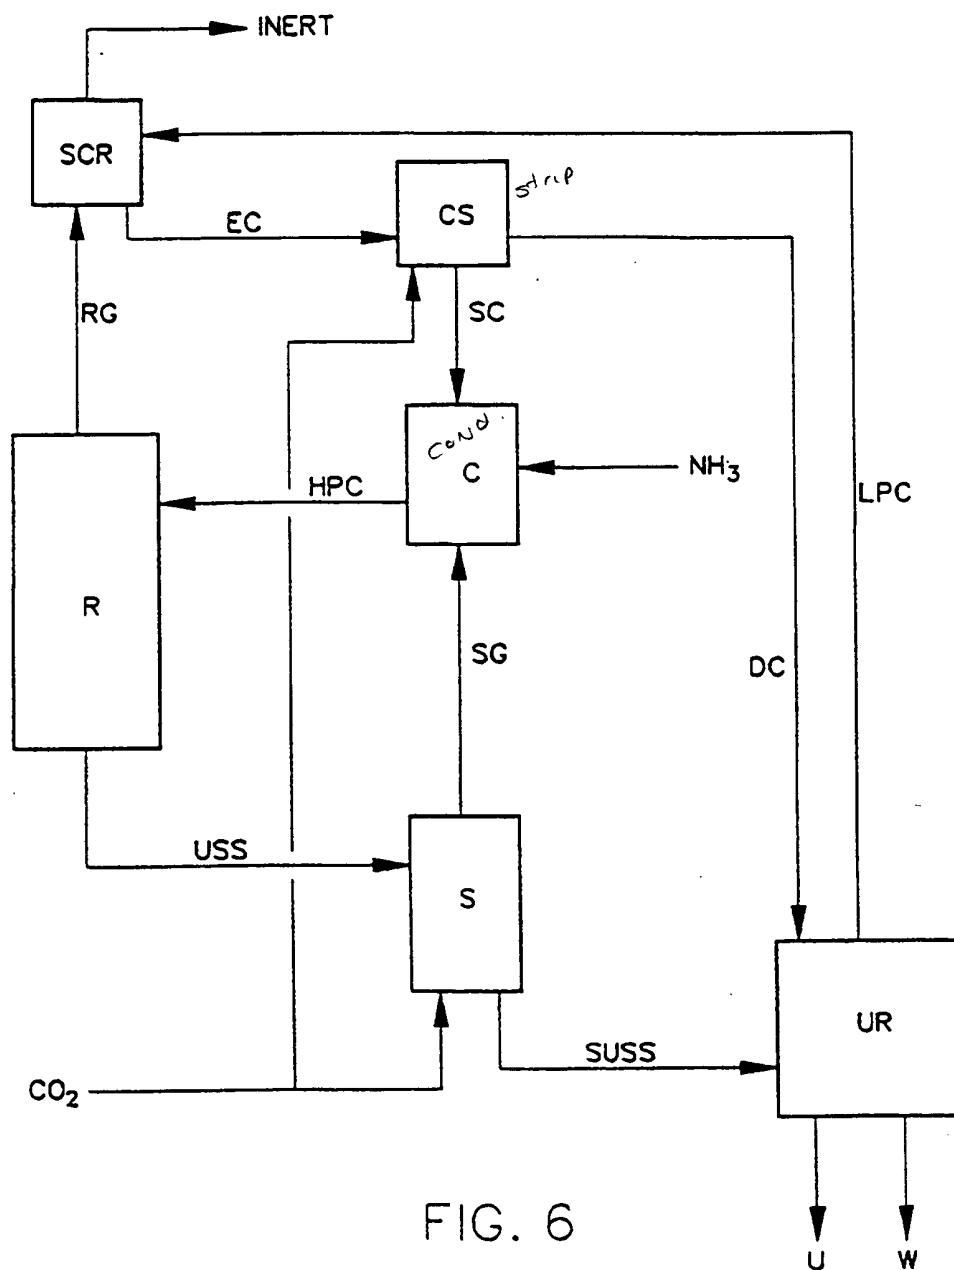 INERT
SCR
CS
strip
EC
SC
RG
COND.
C
NH₃
HPC
LPC
R
SG
DC
USS
S
UR
SUSS
CO₂
FIG. 6
U
W